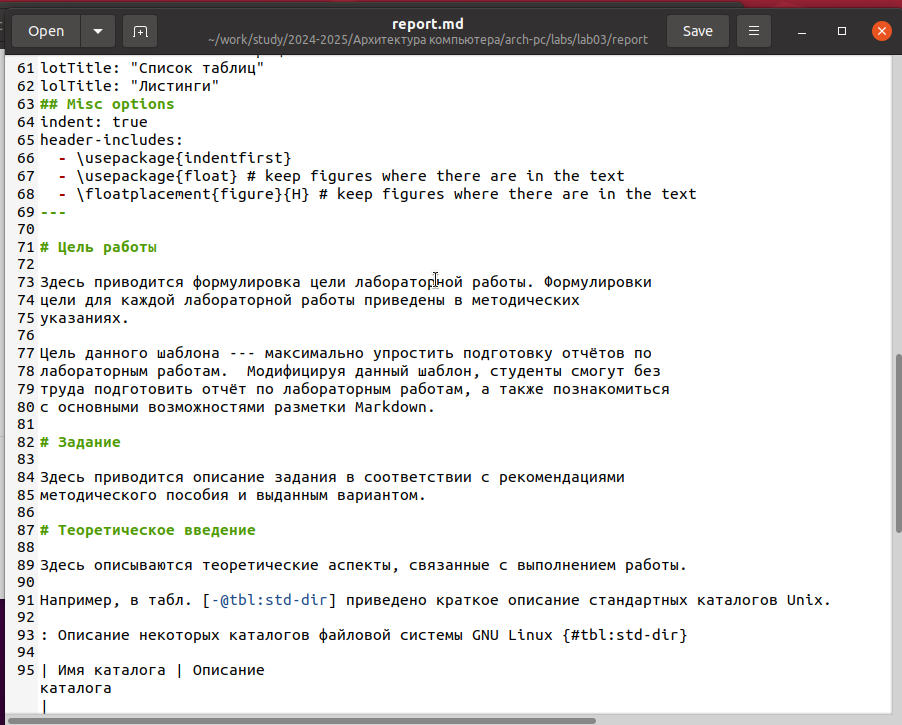 Open
report.md
~/work/study/2024-2025/Архитектура компьютера/arch-pc/labs/lab03/report
Save
61 lotTitle: "Список таблиц"
62 lolTitle: "Листинги"
63 ## Misc options
64 indent: true
65 header-includes:
66   - \usepackage{indentfirst}
67   - \usepackage{float} # keep figures where there are in the text
68   - \floatplacement{figure}{H} # keep figures where there are in the text
69 ---
70
71 # Цель работы
72
73 Здесь приводится формулировка цели лабораторной работы. Формулировки
74 цели для каждой лабораторной работы приведены в методических
75 указаниях.
76
77 Цель данного шаблона --- максимально упростить подготовку отчётов по
78 лабораторным работам.  Модифицируя данный шаблон, студенты смогут без
79 труда подготовить отчёт по лабораторным работам, а также познакомиться
80 с основными возможностями разметки Markdown.
81
82 # Задание
83
84 Здесь приводится описание задания в соответствии с рекомендациями
85 методического пособия и выданным вариантом.
86
87 # Теоретическое введение
88
89 Здесь описываются теоретические аспекты, связанные с выполнением работы.
90
91 Например, в табл. [-@tbl:std-dir] приведено краткое описание стандартных каталогов Unix.
92
93 : Описание некоторых каталогов файловой системы GNU Linux {#tbl:std-dir}
94
95 | Имя каталога | Описание
каталога
|